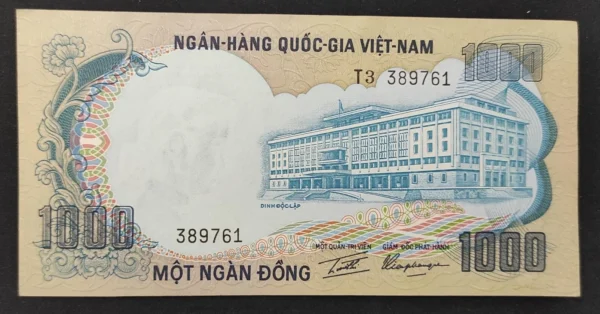 NGÂN-HÀNG QUỐC-GIA VIỆT-NAM
1000
T3 389761
DINH ĐỘC LẬP
1000
389761
MỘT QUẢN TRỊ VIÊN
GIÁM ĐỐC PHÁT HÀNH
1000
MỘT NGÀN ĐỒNG